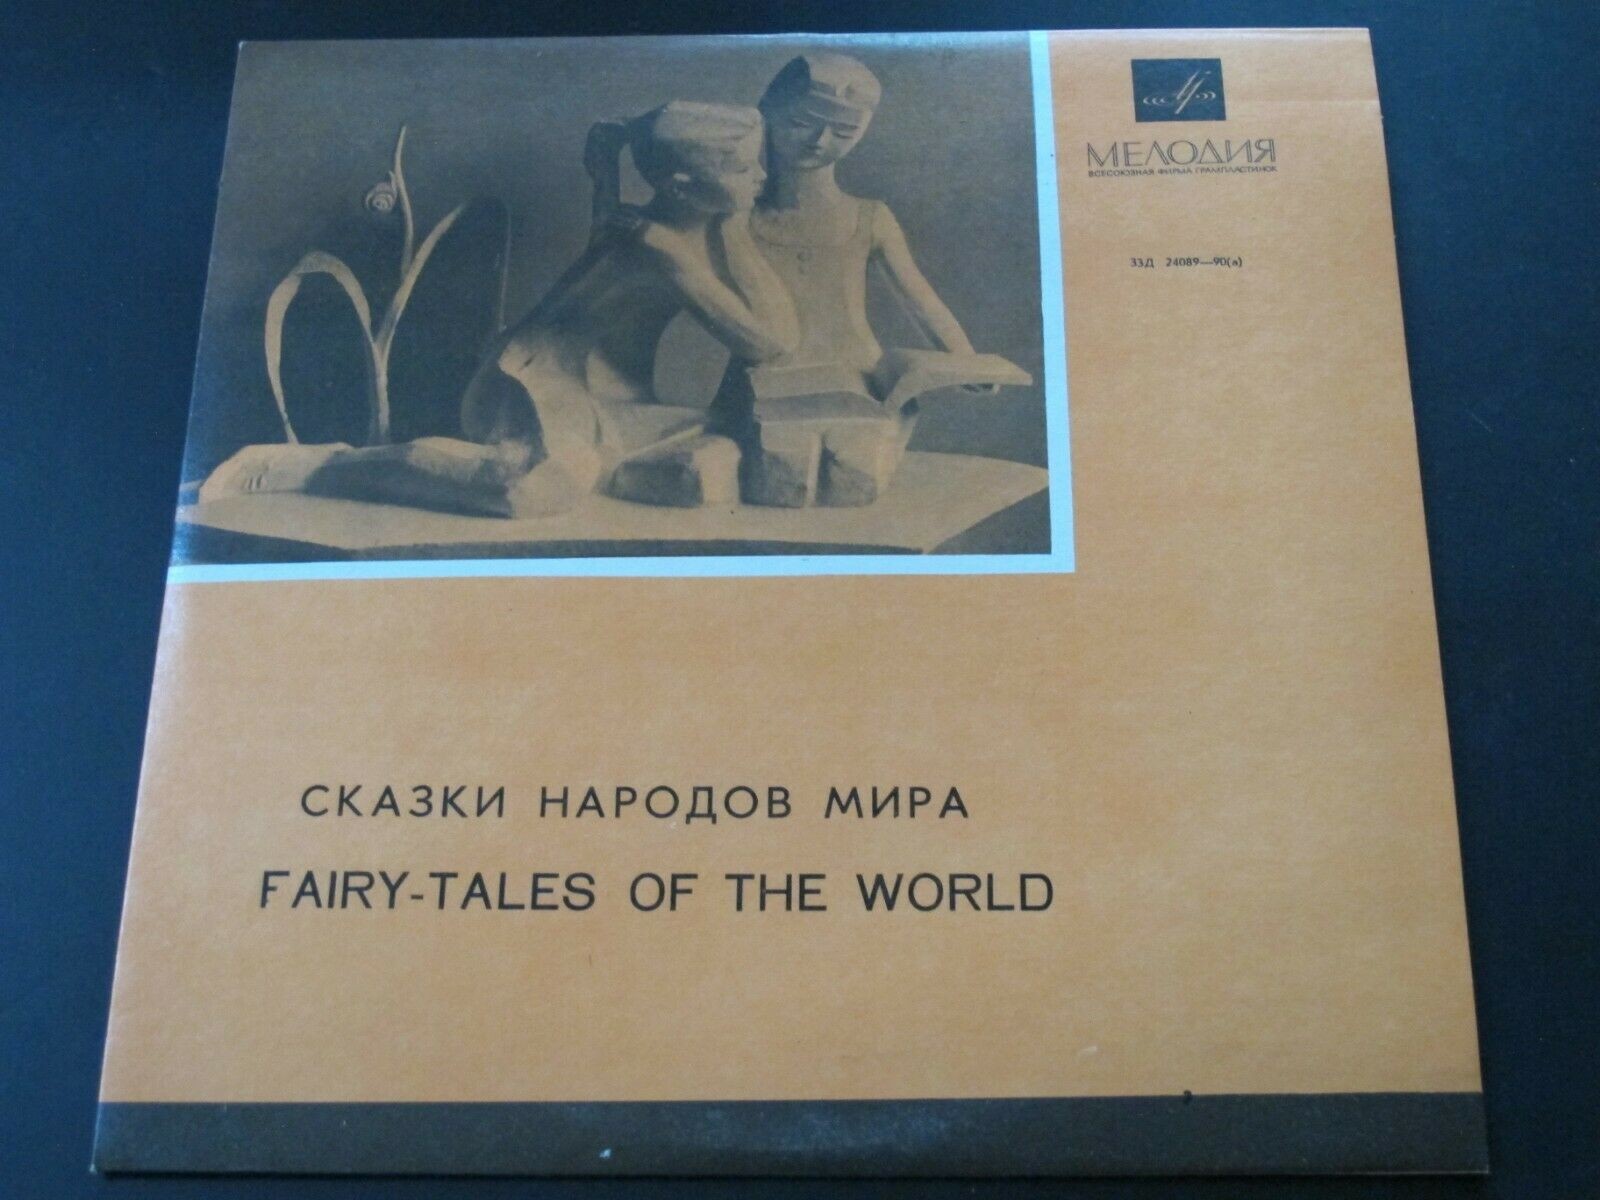 МЕЛОДИЯ
ВСЕСОЮЗНАЯ ФИРМА ГРАМПЛАСТИНОК
33Д 24089—90(а)
СКАЗКИ НАРОДОВ МИРА
FAIRY-TALES OF THE WORLD